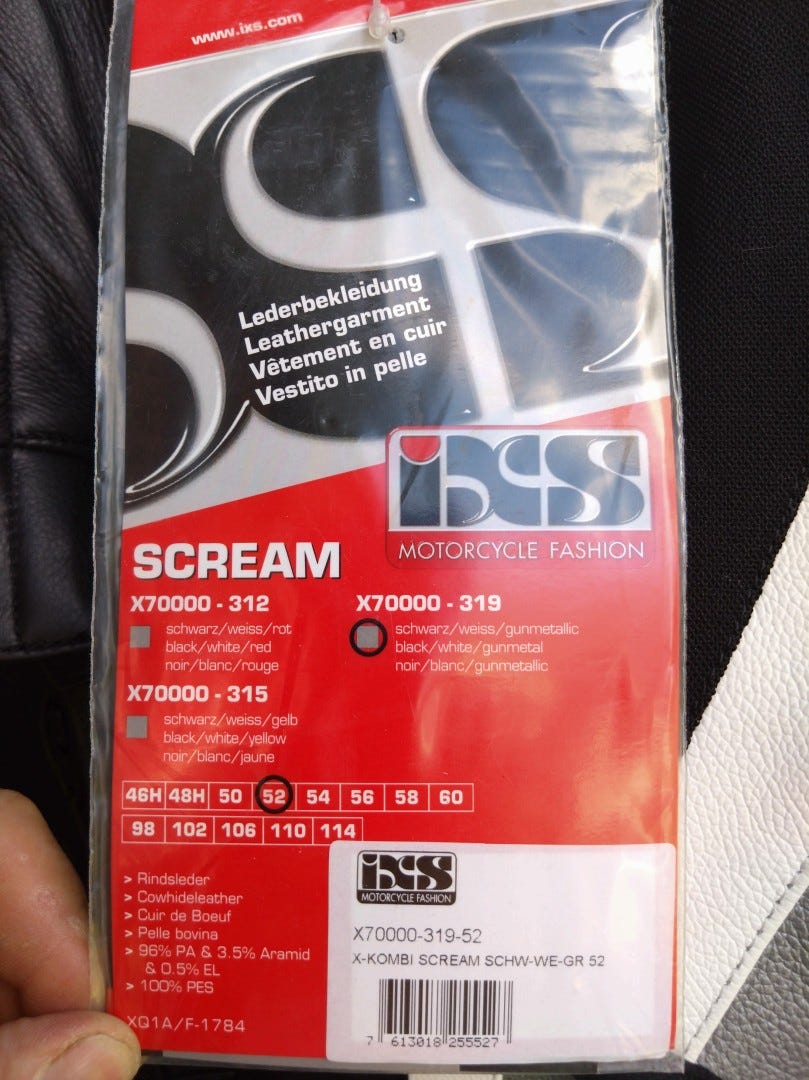 www.ixs.com
Lederbekleidung
Leathergarment
Vêtement en cuir
Vestito in pelle
iXS
MOTORCYCLE FASHION
SCREAM
X70000 - 312
schwarz/weiss/rot
black/white/red
noir/blanc/rouge
X70000 - 319
schwarz/weiss/gunmetallic
black/white/gunmetal
noir/blanc/gunmetallic
X70000 - 315
schwarz/weiss/gelb
black/white/yellow
noir/blanc/jaune
46H 48H 50 52 54 56 58 60
98 102 106 110 114
> Rindsleder
> Cowhideleather
> Cuir de Boeuf
> Pelle bovina
> 96% PA & 3.5% Aramid
& 0.5% EL
> 100% PES
XQ1A/F-1784
iXS
MOTORCYCLE FASHION
X70000-319-52
X-KOMBI SCREAM SCHW-WE-GR 52
7 613018 255527